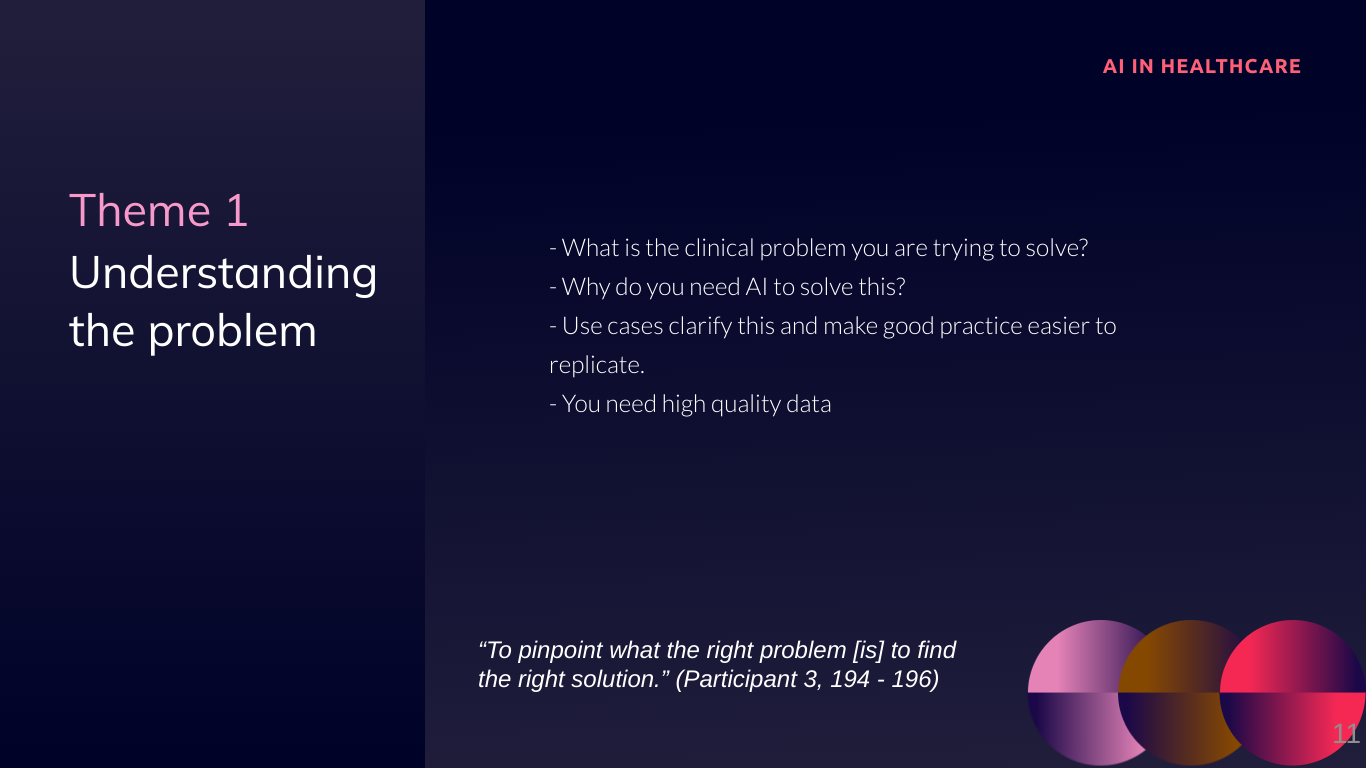 AI IN HEALTHCARE
Theme 1
Understanding
the problem
- What is the clinical problem you are trying to solve?
- Why do you need AI to solve this?
- Use cases clarify this and make good practice easier to
replicate.
- You need high quality data
“To pinpoint what the right problem [is] to find
the right solution.” (Participant 3, 194 - 196)
11